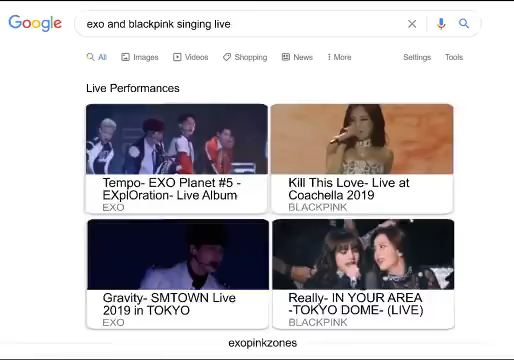 Google
exo and blackpink singing live
All Images Videos Shopping News More Settings Tools
Live Performances
Tempo- EXO Planet #5 -
EXplOration- Live Album
EXO
Kill This Love- Live at
Coachella 2019
BLACKPINK
Gravity- SMTOWN Live
2019 in TOKYO
EXO
Really- IN YOUR AREA
-TOKYO DOME- (LIVE)
BLACKPINK
exopinkzones